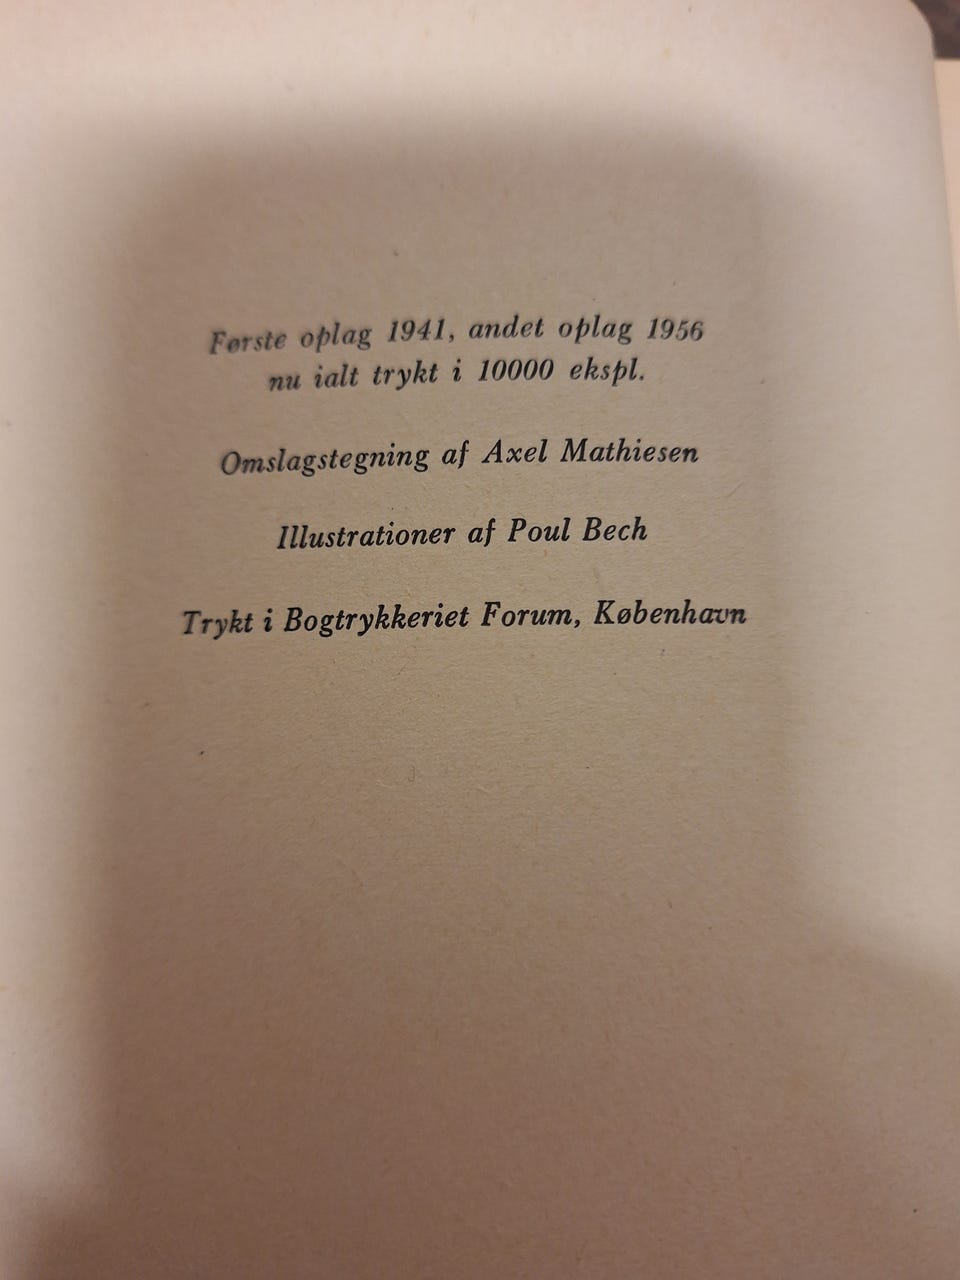 Første oplag 1941, andet oplag 1956
nu ialt trykt i 10000 ekspl.
Omslagstegning af Axel Mathiesen
Illustrationer af Poul Bech
Trykt i Bogtrykkeriet Forum, København